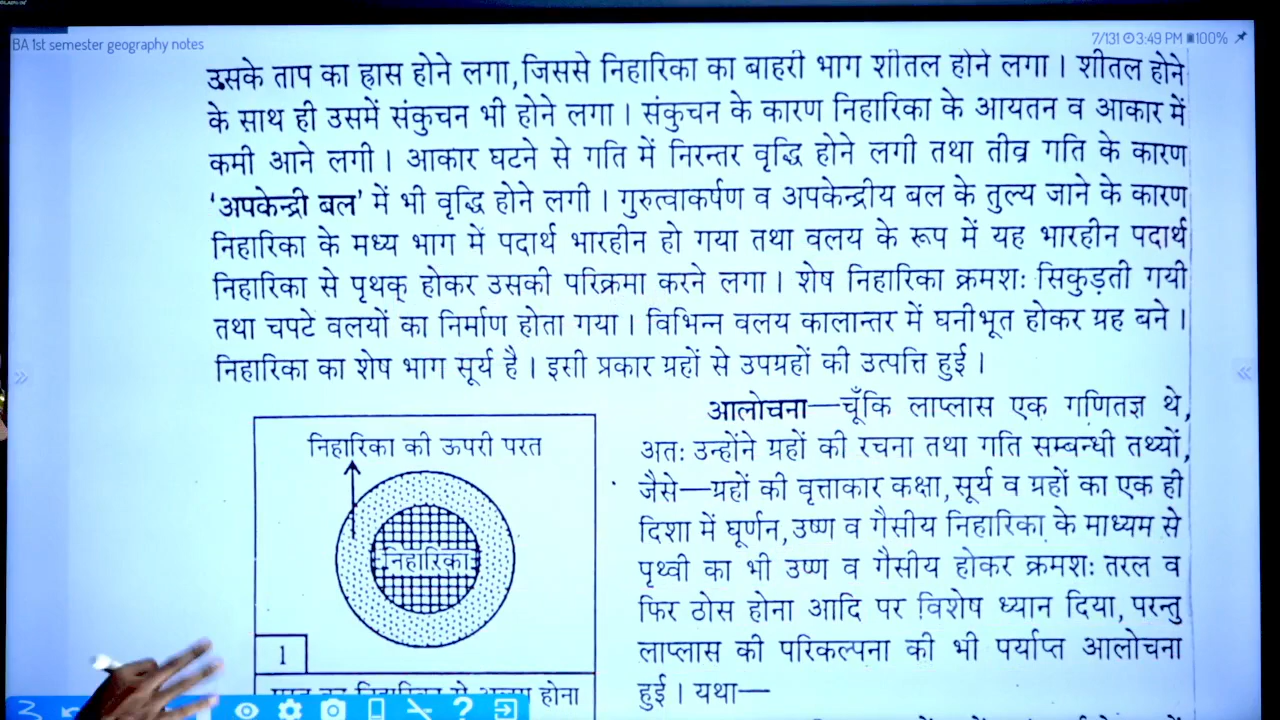 BA 1st semester geography notes
7/131 3:49 PM 100%
उसके ताप का ह्रास होने लगा, जिससे निहारिका का बाहरी भाग शीतल होने लगा । शीतल होने
के साथ ही उसमें संकुचन भी होने लगा । संकुचन के कारण निहारिका के आयतन व आकार में
कमी आने लगी । आकार घटने से गति में निरन्तर वृद्धि होने लगी तथा तीव्र गति के कारण
‘अपकेन्द्री बल’ में भी वृद्धि होने लगी । गुरुत्वाकर्षण व अपकेन्द्रीय बल के तुल्य जाने के कारण
निहारिका के मध्य भाग में पदार्थ भारहीन हो गया तथा वलय के रूप में यह भारहीन पदार्थ
निहारिका से पृथक् होकर उसकी परिक्रमा करने लगा । शेष निहारिका क्रमशः सिकुड़ती गयी
तथा चपटे वलयों का निर्माण होता गया । विभिन्न वलय कालान्तर में घनीभूत होकर ग्रह बने ।
निहारिका का शेष भाग सूर्य है । इसी प्रकार ग्रहों से उपग्रहों की उत्पत्ति हुई ।
निहारिका की ऊपरी परत
निहारिका
1
होना
आलोचना—चूँकि लाप्लास एक गणितज्ञ थे,
अतः उन्होंने ग्रहों की रचना तथा गति सम्बन्धी तथ्यों,
जैसे—ग्रहों की वृत्ताकार कक्षा, सूर्य व ग्रहों का एक ही
दिशा में घूर्णन, उष्ण व गैसीय निहारिका के माध्यम से
पृथ्वी का भी उष्ण व गैसीय होकर क्रमशः तरल व
फिर ठोस होना आदि पर विशेष ध्यान दिया, परन्तु
लाप्लास की परिकल्पना की भी पर्याप्त आलोचना
हुई । यथा—